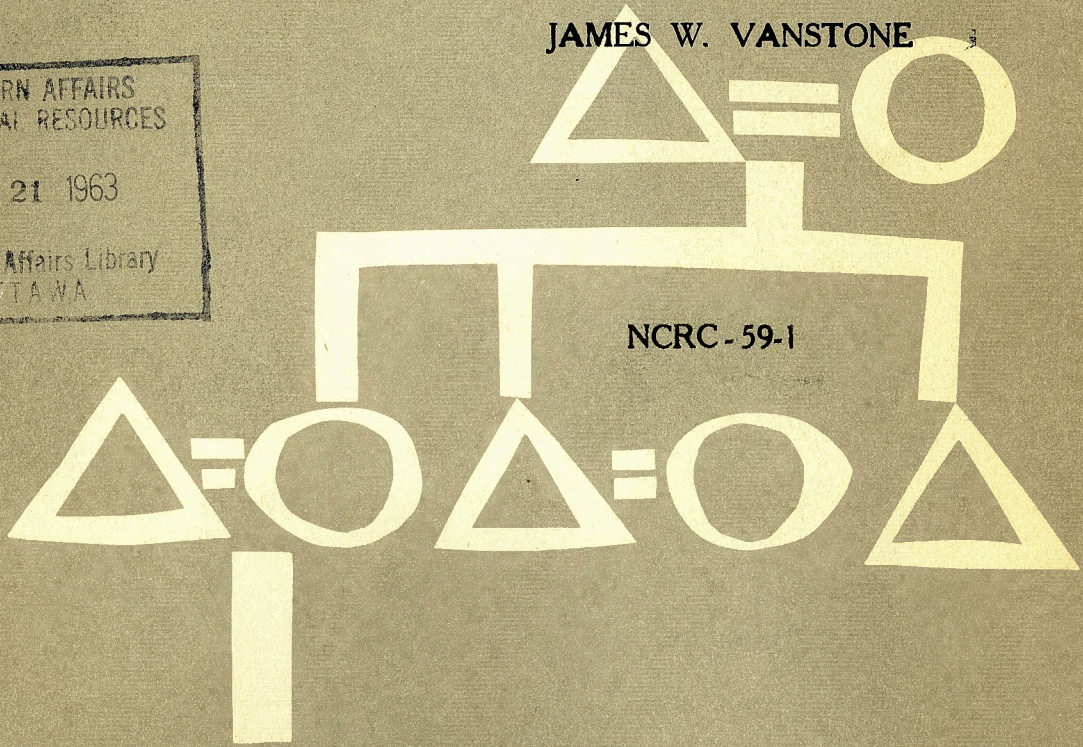 JAMES W. VANSTONE
RN AFFAIRS
AL RESOURCES
21 1963
Affairs Library
TAWA
NCRC-59-1